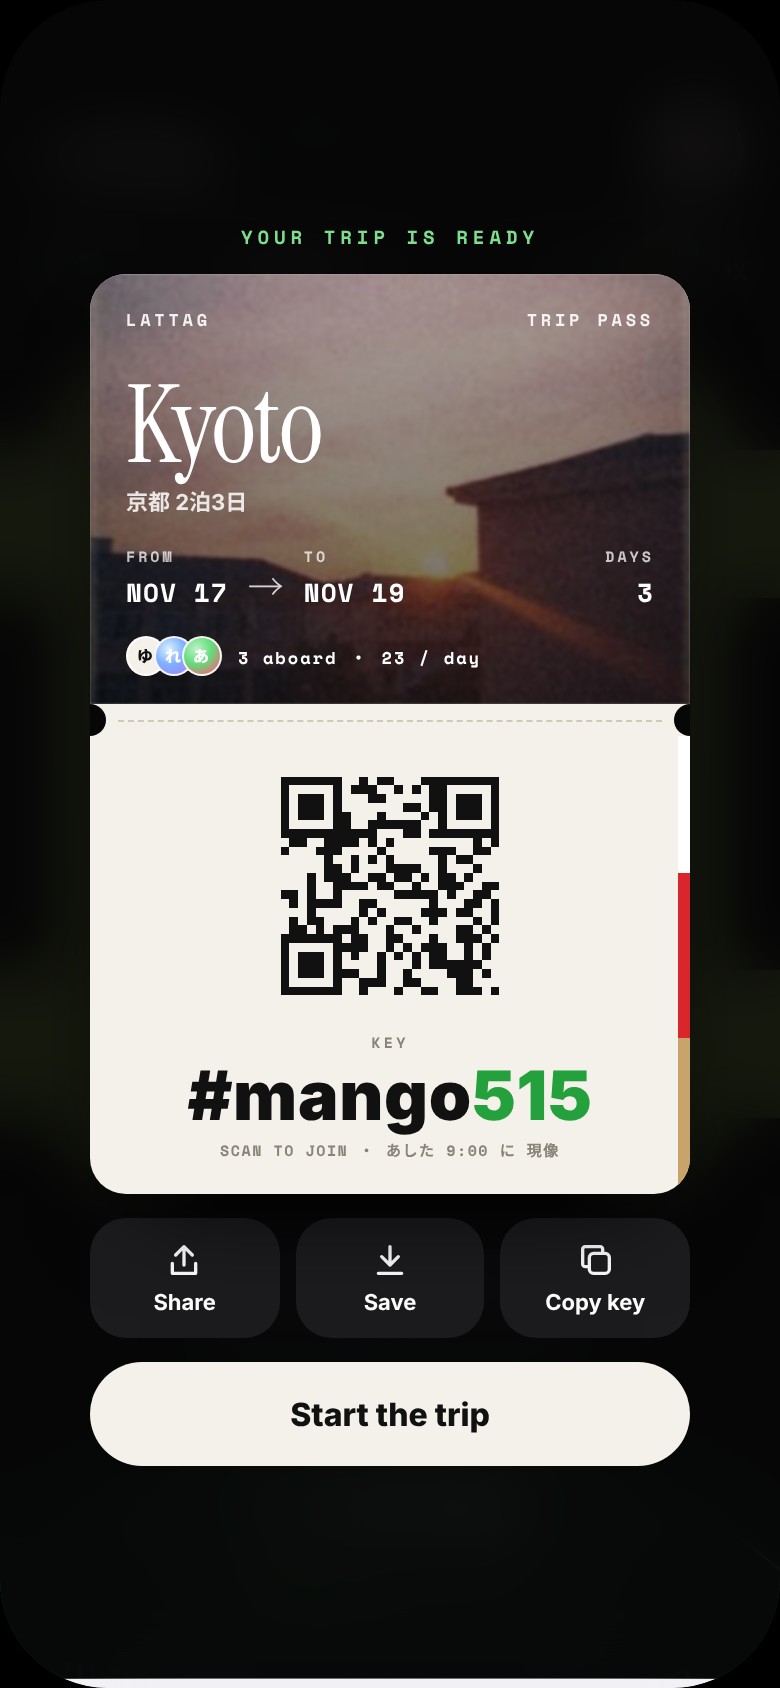 YOUR TRIP IS READY
LATTAG TRIP PASS
Kyoto
京都 2泊3日
FROM TO DAYS
NOV 17 → NOV 19 3
ゆ れ あ 3 aboard • 23 / day
KEY
#mango515
SCAN TO JOIN • あした 9:00 に 現像
Share Save Copy key
Start the trip